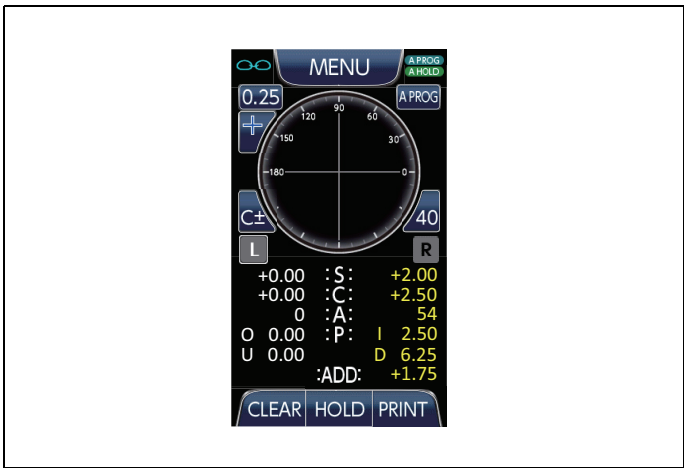 MENU
A PROG
A HOLD
0.25
A PROG
90
120 60
150 30
180 0
C± 40
L R
+0.00 :S: +2.00
+0.00 :C: +2.50
0 :A: 54
O 0.00 :P: I 2.50
U 0.00 D 6.25
:ADD: +1.75
CLEAR HOLD PRINT